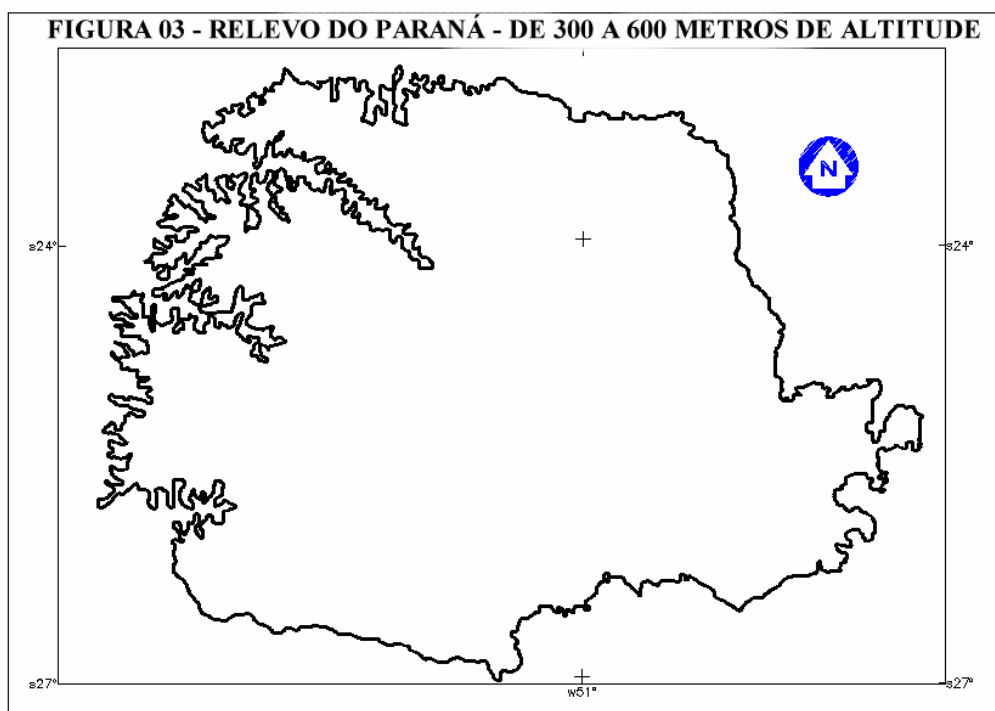 FIGURA 03 - RELEVO DO PARANÁ - DE 300 A 600 METROS DE ALTITUDE
N
s24° s24°
s27° w51° s27°